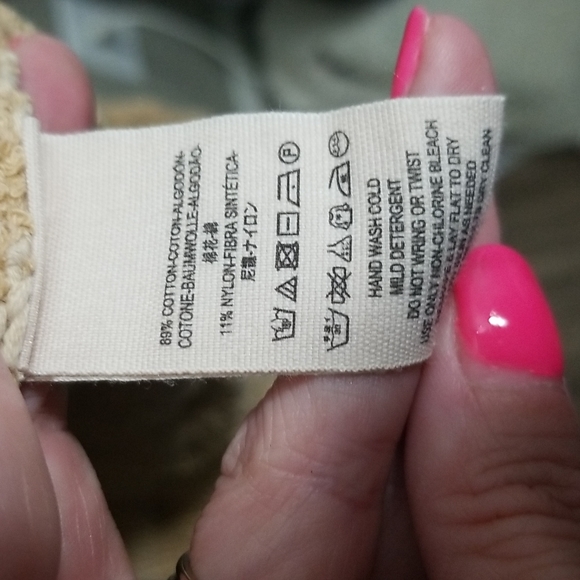 89% COTTON-COTON-ALGODÓN-
COTONE-BAUMWOLLE-ALGODÃO-
棉花-綿
11% NYLON-FIBRA SINTÉTICA-
尼龍-ナイロン
HAND WASH COLD
MILD DETERGENT
DO NOT WRING OR TWIST
USE ONLY NON-CHLORINE BLEACH
LAY FLAT TO DRY
AS NEEDED
DRY CLEAN